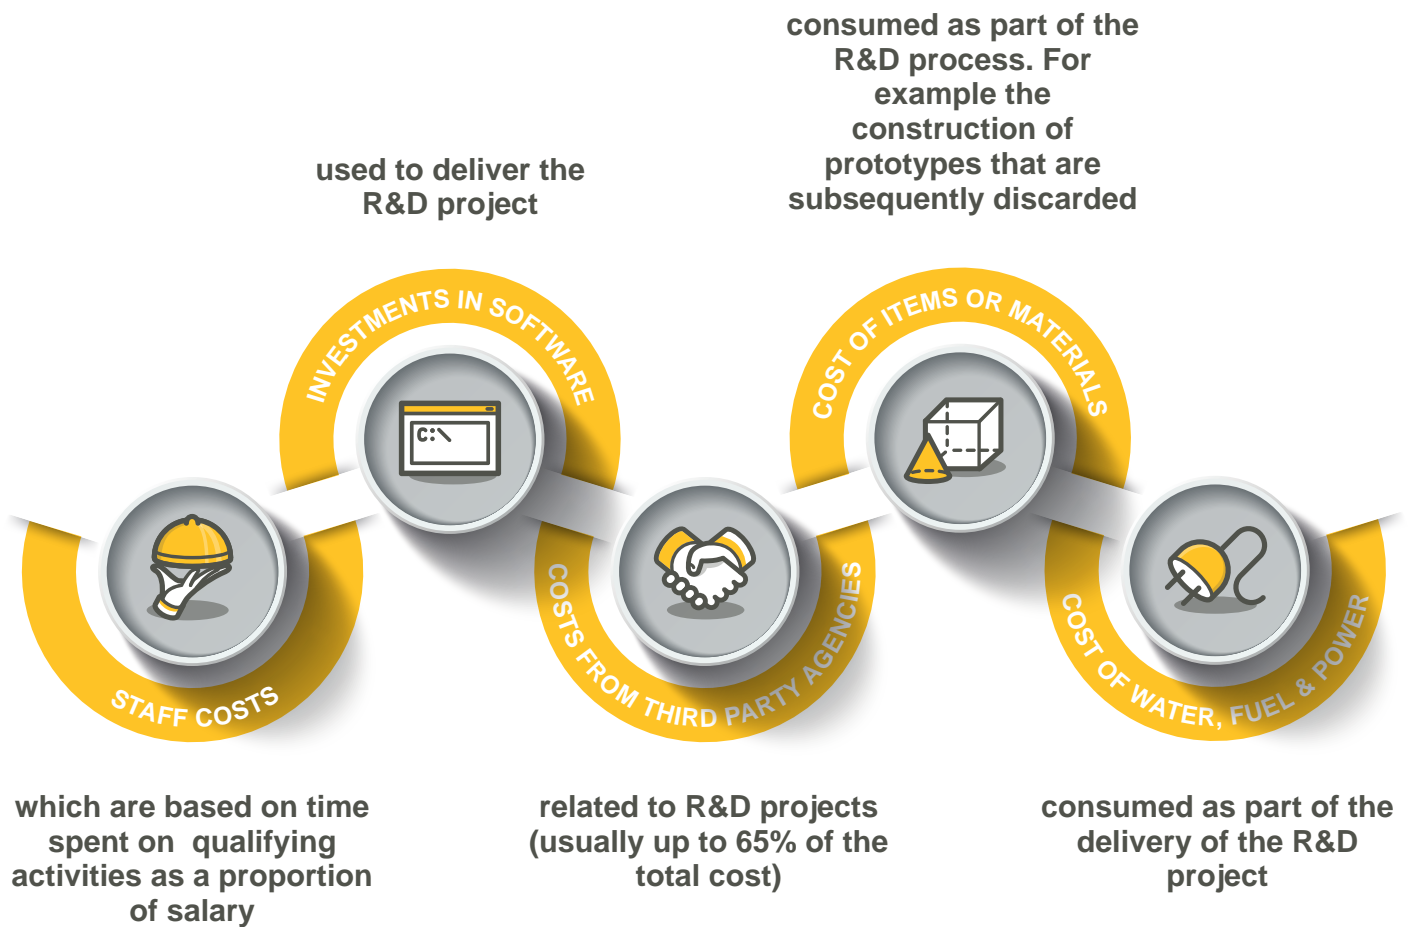 STAFF COSTS
which are based on time
spent on  qualifying
activities as a proportion
of salary
used to deliver the
R&D project
INVESTMENTS IN SOFTWARE
C:\
COSTS FROM THIRD PARTY AGENCIES
related to R&D projects
(usually up to 65% of the
total cost)
consumed as part of the
R&D process. For
example the
construction of
prototypes that are
subsequently discarded
COST OF ITEMS OR MATERIALS
COST OF WATER, FUEL & POWER
consumed as part of the
delivery of the R&D
project